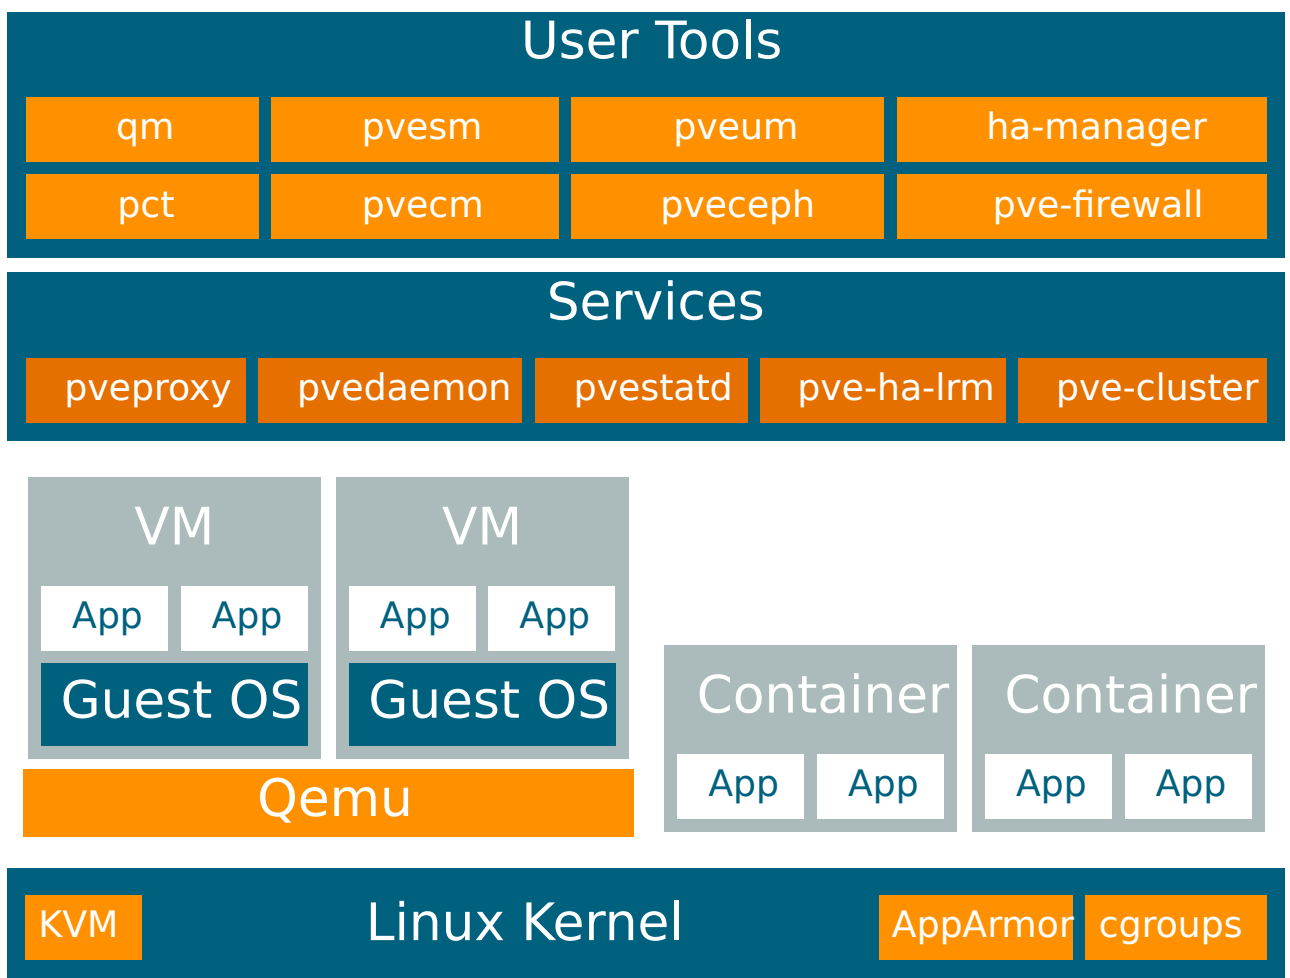 User Tools
qm pvesm pveum ha-manager
pct pvecm pveceph pve-firewall
Services
pveproxy pvedaemon pvestatd pve-ha-lrm pve-cluster
VM VM
App App App App
Guest OS Guest OS
Container Container
App App App App
Qemu
KVM Linux Kernel AppArmor cgroups